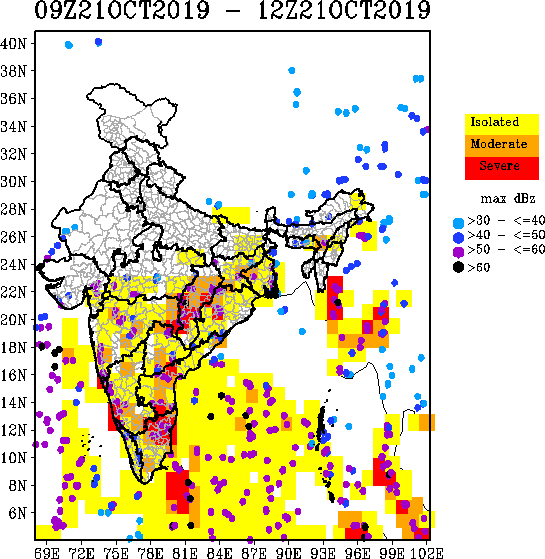 09Z21OCT2019 - 12Z21OCT2019
40N
38N
36N
34N
32N
30N
28N
26N
24N
22N
20N
18N
16N
14N
12N
10N
8N
6N
69E 72E 75E 78E 81E 84E 87E 90E 93E 96E 99E 102E
Isolated
Moderate
Severe
max dBz
>30 - <=40
>40 - <=50
>50 - <=60
>60